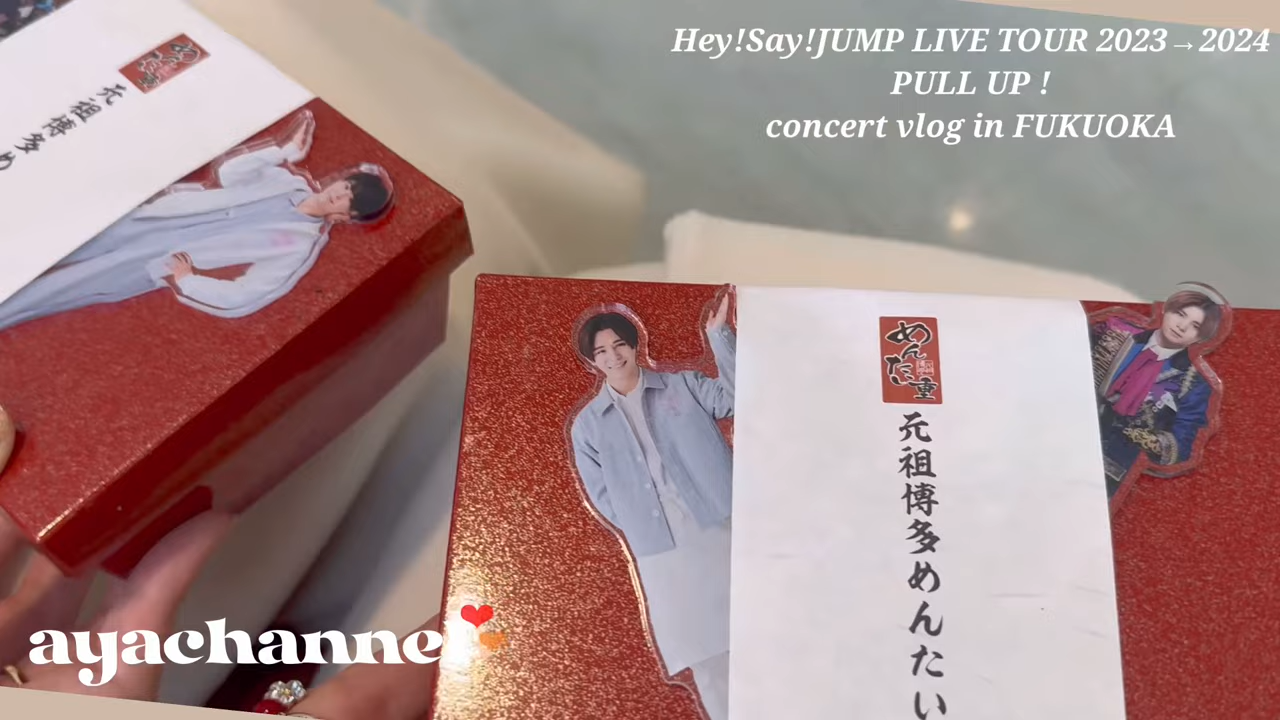 Hey!Say!JUMP LIVE TOUR 2023→2024
PULL UP !
concert vlog in FUKUOKA
めんたい重
元祖博多め
めんたい重
元祖博多めんたい
ayachannel